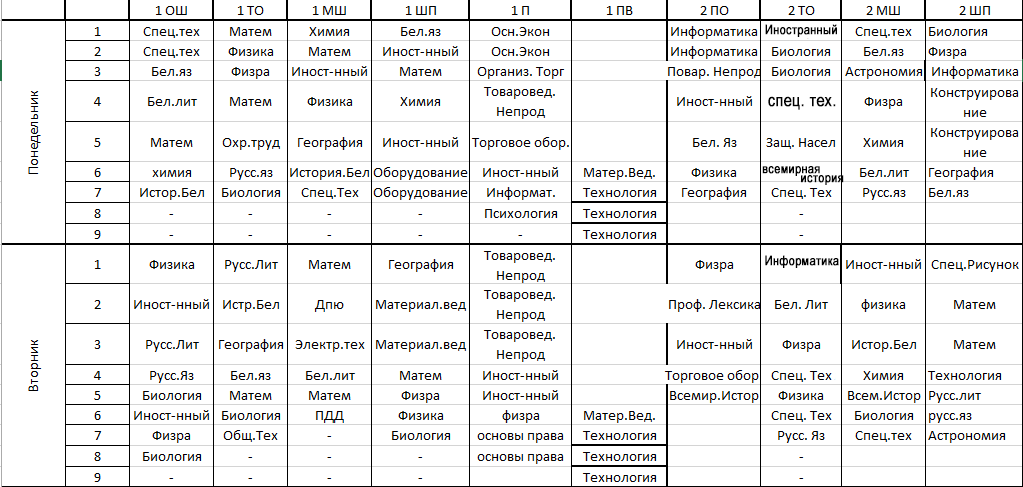 1 ОШ 1 ТО 1 МШ 1 ШП 1 П 1 ПВ 2 ПО 2 ТО 2 МШ 2 ШП
Понедельник
1 Спец.тех Матем Химия Бел.яз Осн.Экон Информатика Иностранный Спец.тех Биология
2 Спец.тех Физика Матем Иност-нный Осн.Экон Информатика Биология Бел.яз Физра
3 Бел.яз Физра Иност-нный Матем Организ. Торг Повар. Непрод Биология Астрономия Информатика
4 Бел.лит Матем Физика Химия Товаровед. Непрод Иност-нный спец. тех. Физра Конструирова ние
5 Матем Охр.труд География Иност-нный Торговое обор. Бел. Яз Защ. Насел Химия Конструирова ние
6 химия Русс.яз История.Бел Оборудование Иност-нный Матер.Вед. Физика всемирная история Бел.лит География
7 Истор.Бел Биология Спец.Тех Оборудование Информат. Технология География Спец. Тех Русс.яз Бел.яз
8 - - - - Психология Технология -
9 - - - - - Технология -
Вторник
1 Физика Русс.Лит Матем География Товаровед. Непрод Физра Информатика Иност-нный Спец.Рисунок
2 Иност-нный Истр.Бел Дпю Материал.вед Товаровед. Непрод Проф. Лексика Бел. Лит физика Матем
3 Русс.Лит География Электр.тех Материал.вед Товаровед. Непрод Иност-нный Физра Истор.Бел Матем
4 Русс.Яз Бел.яз Бел.лит Матем Иност-нный Торговое обор Спец. Тех Химия Технология
5 Биология Матем Матем Физра Иност-нный Всемир.Истор Физика Всем.Истор Русс.лит
6 Иност-нный Биология ПДД Физика физра Матер.Вед. Спец. Тех Биология русс.яз
7 Физра Общ.Тех - Биология основы права Технология Русс. Яз Спец.тех Астрономия
8 Биология - - - основы права Технология
9 - - - - Технология